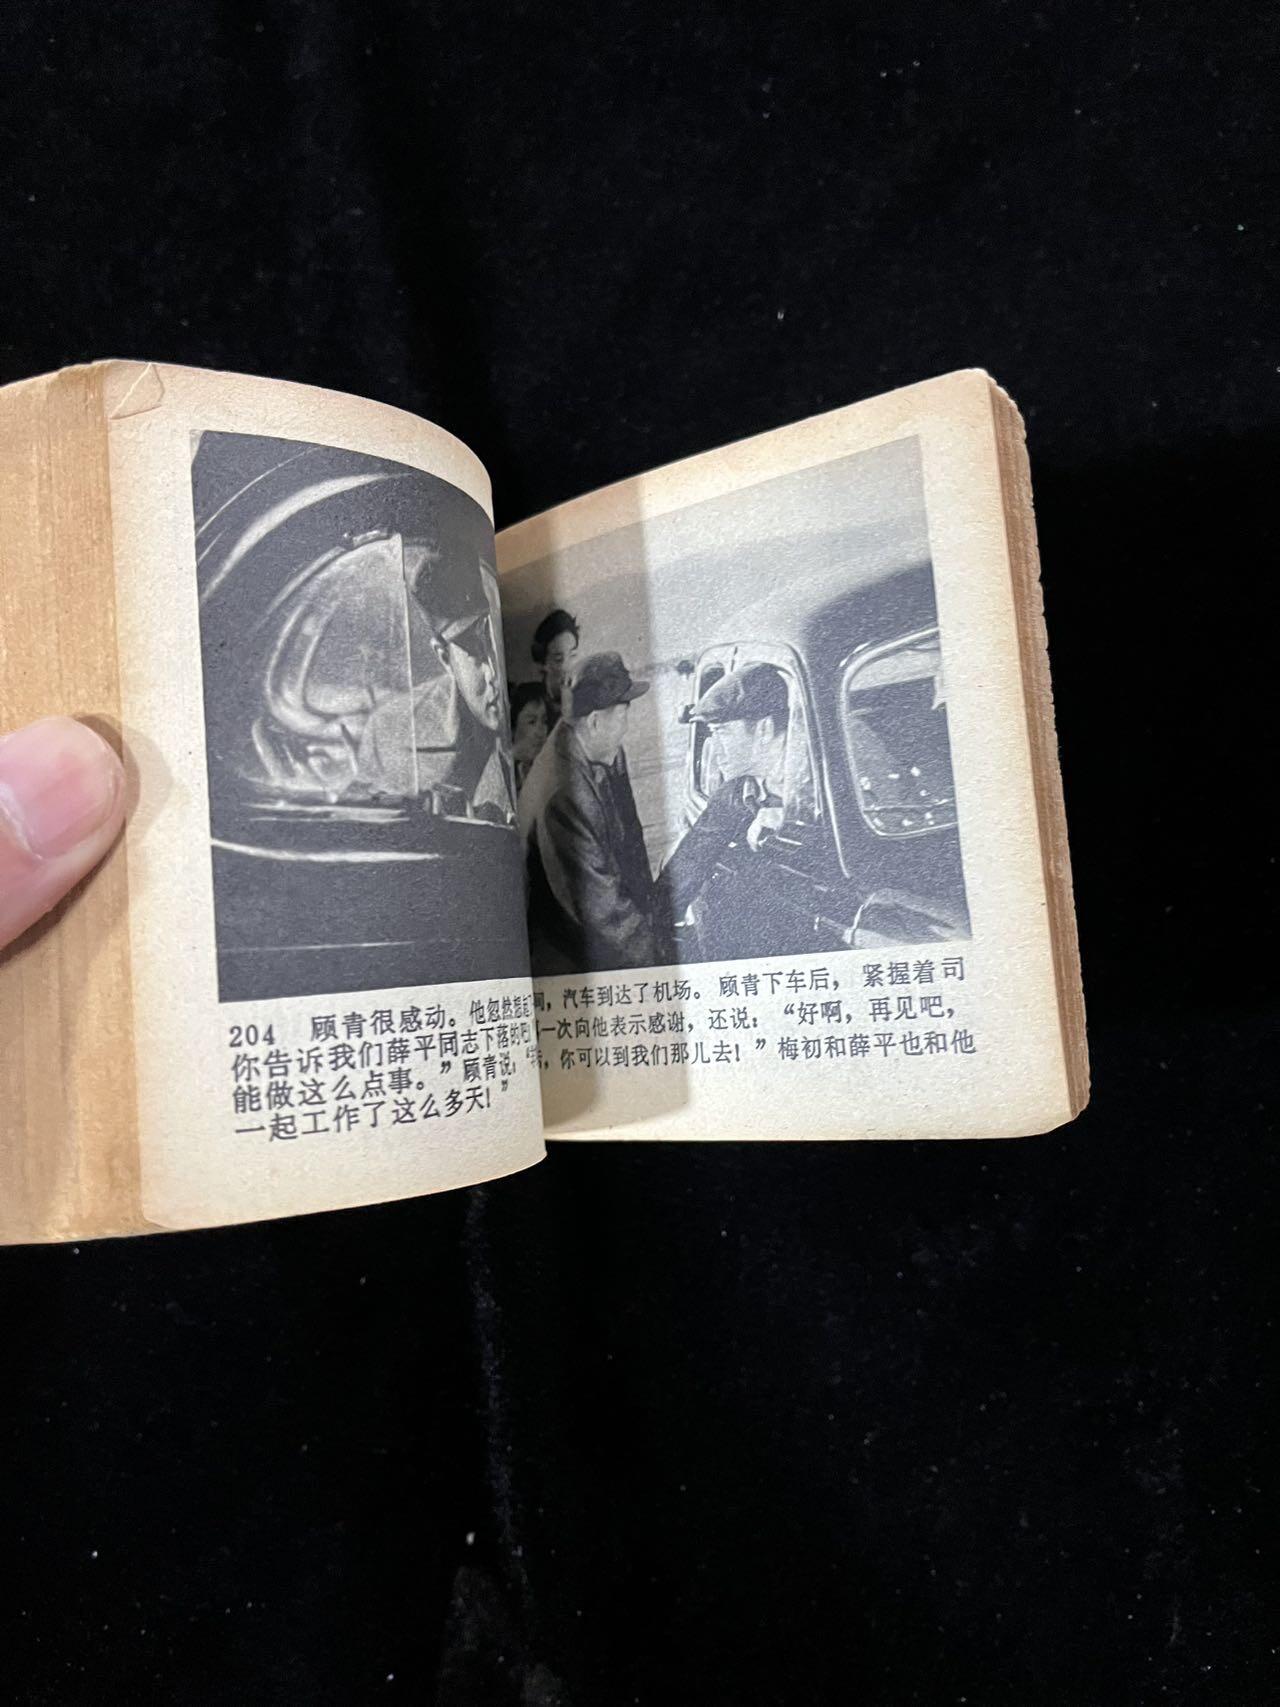 204 顾青很感动。他忽然想起
你告诉我们薛平同志下落的吧
能做这么点事。”顾青说：“
一起工作了这么多天！”
间，汽车到达了机场。顾青下车后，紧握着司
一次向他表示感谢，还说：“好啊，再见吧，
，你可以到我们那儿去！”梅初和薛平也和他